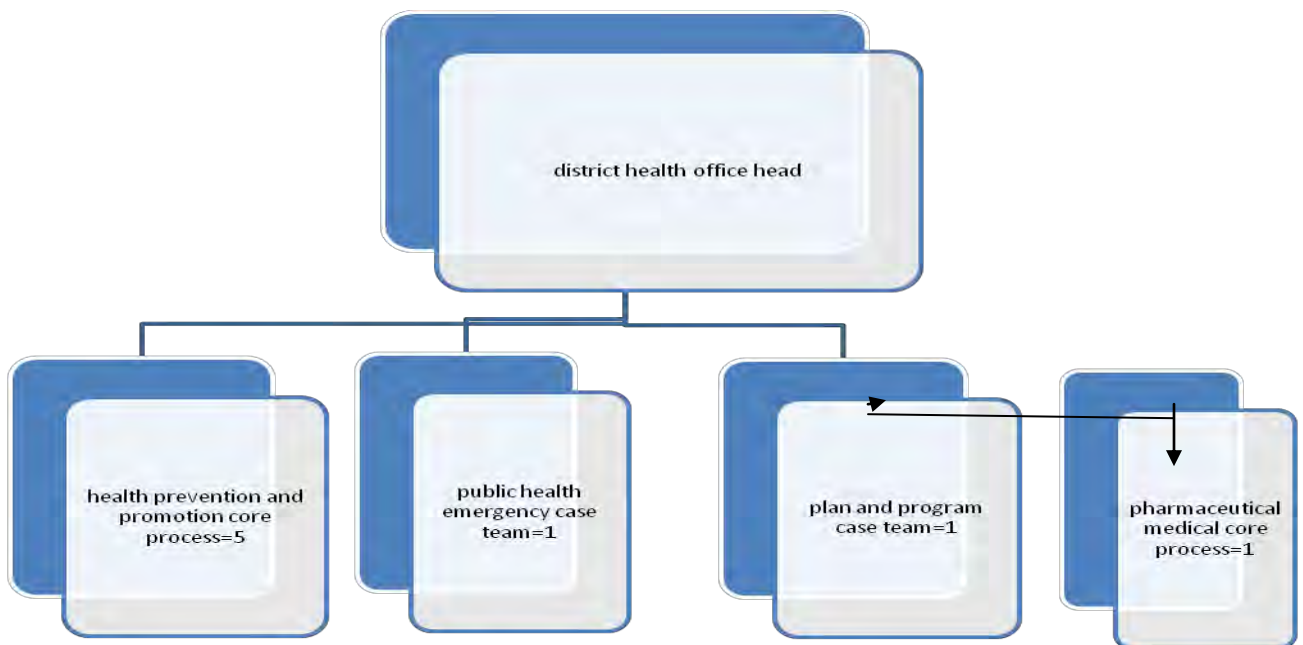 district health office head
health prevention and
promotion core
process=5
public health
emergency case
team=1
plan and program
case team=1
pharmaceutical
medical core
process=1